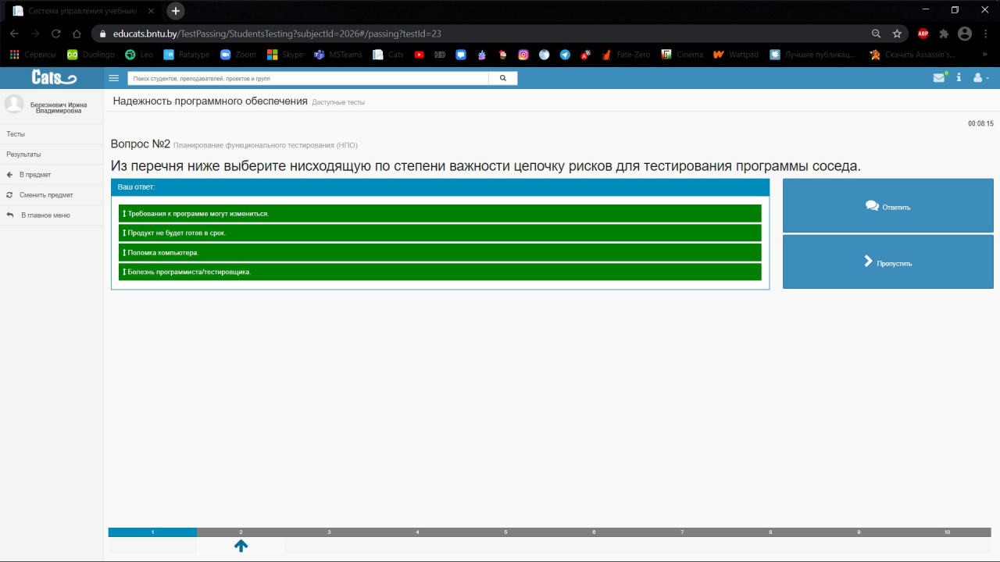 Система управления учебным
educats.bntu.by/TestPassing/StudentsTesting?subjectId=2026#/passing?testId=23
ABP
Сервисы Duolingo Leo Ratatype Zoom Skype MSTeams Cats HD Fate-Zero Cinema Wattpad Лучшие публикац... Скачать Assassin's... »
Cats
Поиск студентов, преподавателей, проектов и групп
0
Березневич Ирина
Владимировна
Надежность программного обеспечения Доступные тесты
00:08:15
Тесты
Результаты
В предмет
Сменить предмет
В главное меню
Вопрос №2 Планирование функционального тестирования (НПО)
Из перечня ниже выберите нисходящую по степени важности цепочку рисков для тестирования программы соседа.
Ваш ответ:
Требования к программе могут измениться.
Продукт не будет готов в срок.
Поломка компьютера.
Болезнь программиста/тестировщика.
Ответить
Пропустить
1 2 3 4 5 6 7 8 9 10